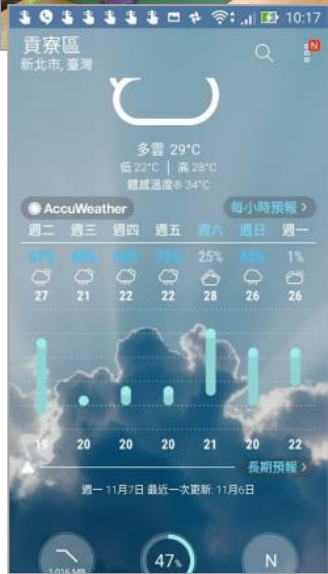 10:17
貢寮區
N
新北市, 臺灣
多雲 29°C
低 22°C | 高 28°C
體感溫度® 34°C
AccuWeather
每小時預報 >
週二 週三 週四 週五 週六 週日 週一
25% 1%
27 21 22 22 28 26 26
19 20 20 20 21 20 22
長期預報 >
週一 11月7日 最近一次更新: 11月6日
47%
N